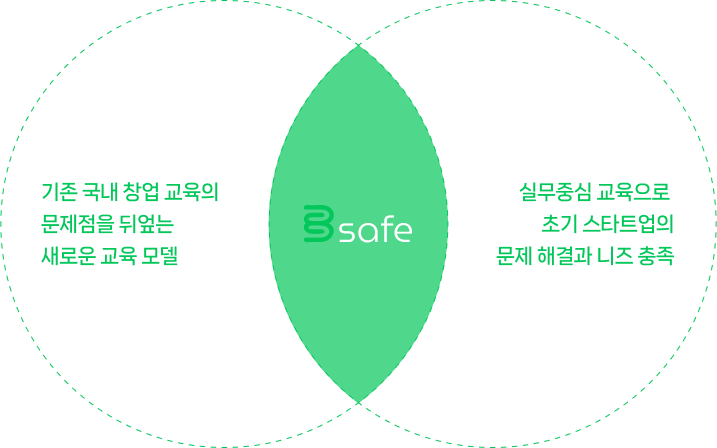 기존 국내 창업 교육의
문제점을 뒤엎는
새로운 교육 모델
safe
실무중심 교육으로
초기 스타트업의
문제 해결과 니즈 충족